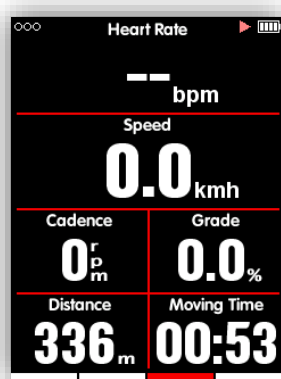 Heart Rate
-- bpm
Speed
0.0 kmh
Cadence
0 rpm
Grade
0.0 %
Distance
336 m
Moving Time
00:53